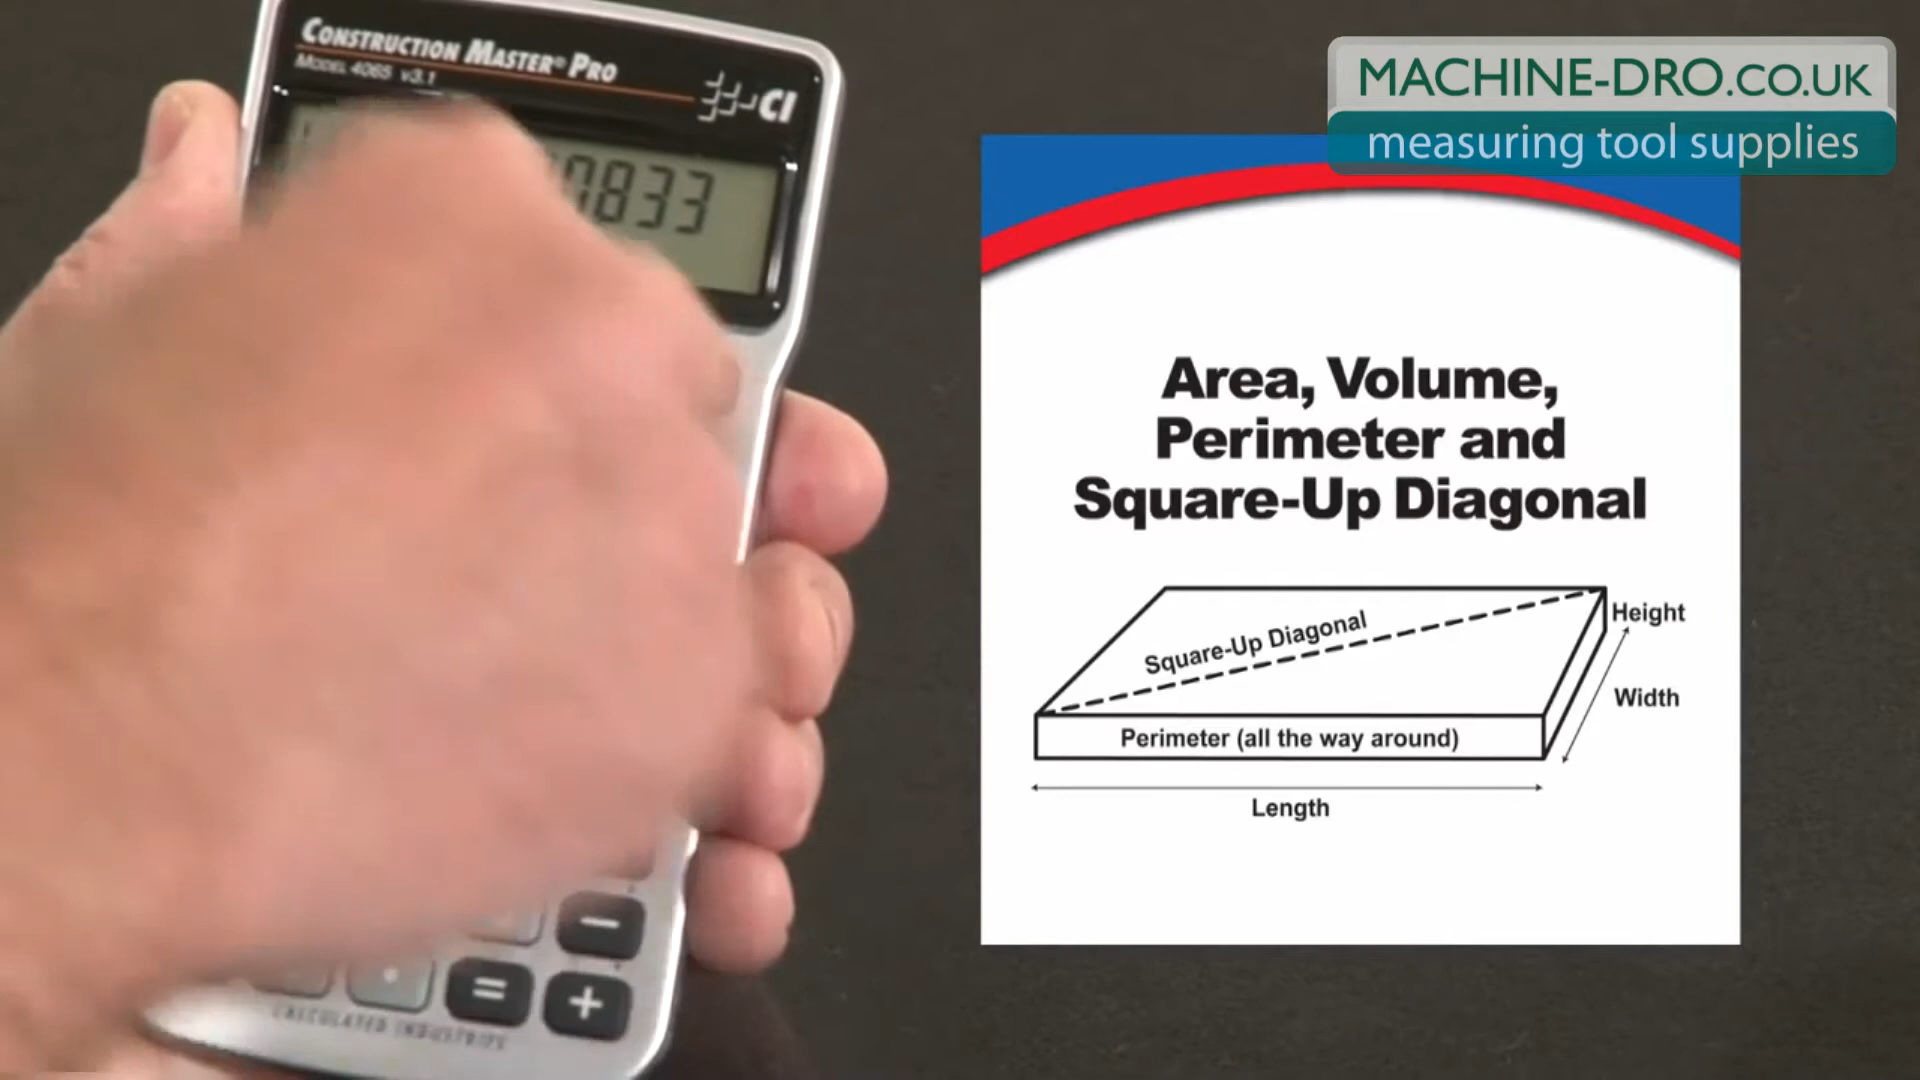 CONSTRUCTION MASTER® PRO
MODEL 4065 v3.1
CI
0833
−
=
+
CALCULATED INDUSTRIES
MACHINE-DRO.CO.UK
measuring tool supplies
Area, Volume,
Perimeter and
Square-Up Diagonal
Square-Up Diagonal
Height
Width
Perimeter (all the way around)
Length